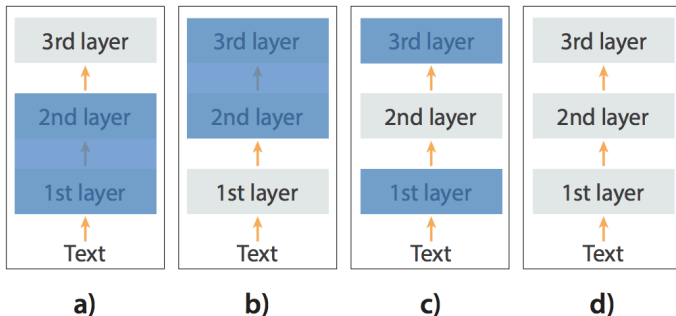 3rd layer
2nd layer
1st layer
Text
a)
3rd layer
2nd layer
1st layer
Text
b)
3rd layer
2nd layer
1st layer
Text
c)
3rd layer
2nd layer
1st layer
Text
d)